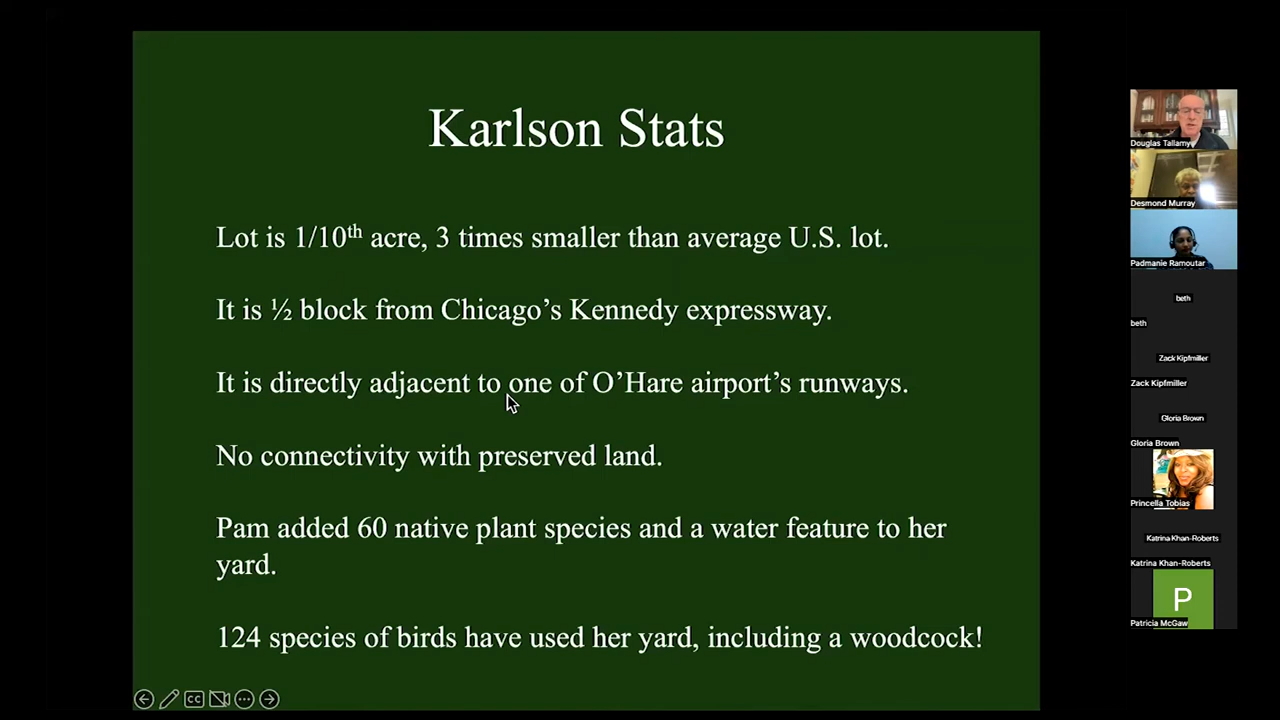 Karlson Stats
Lot is 1/10th acre, 3 times smaller than average U.S. lot.
It is ½ block from Chicago’s Kennedy expressway.
It is directly adjacent to one of O’Hare airport’s runways.
No connectivity with preserved land.
Pam added 60 native plant species and a water feature to her
yard.
124 species of birds have used her yard, including a woodcock!
CC
Douglas Tallamy
Desmond Murray
Padmanie Ramoutar
beth
beth
Zack Kipfmiller
Zack Kipfmiller
Gloria Brown
Gloria Brown
Princella Tobias
Katrina Khan-Roberts
Katrina Khan-Roberts
P
Patricia McGaw